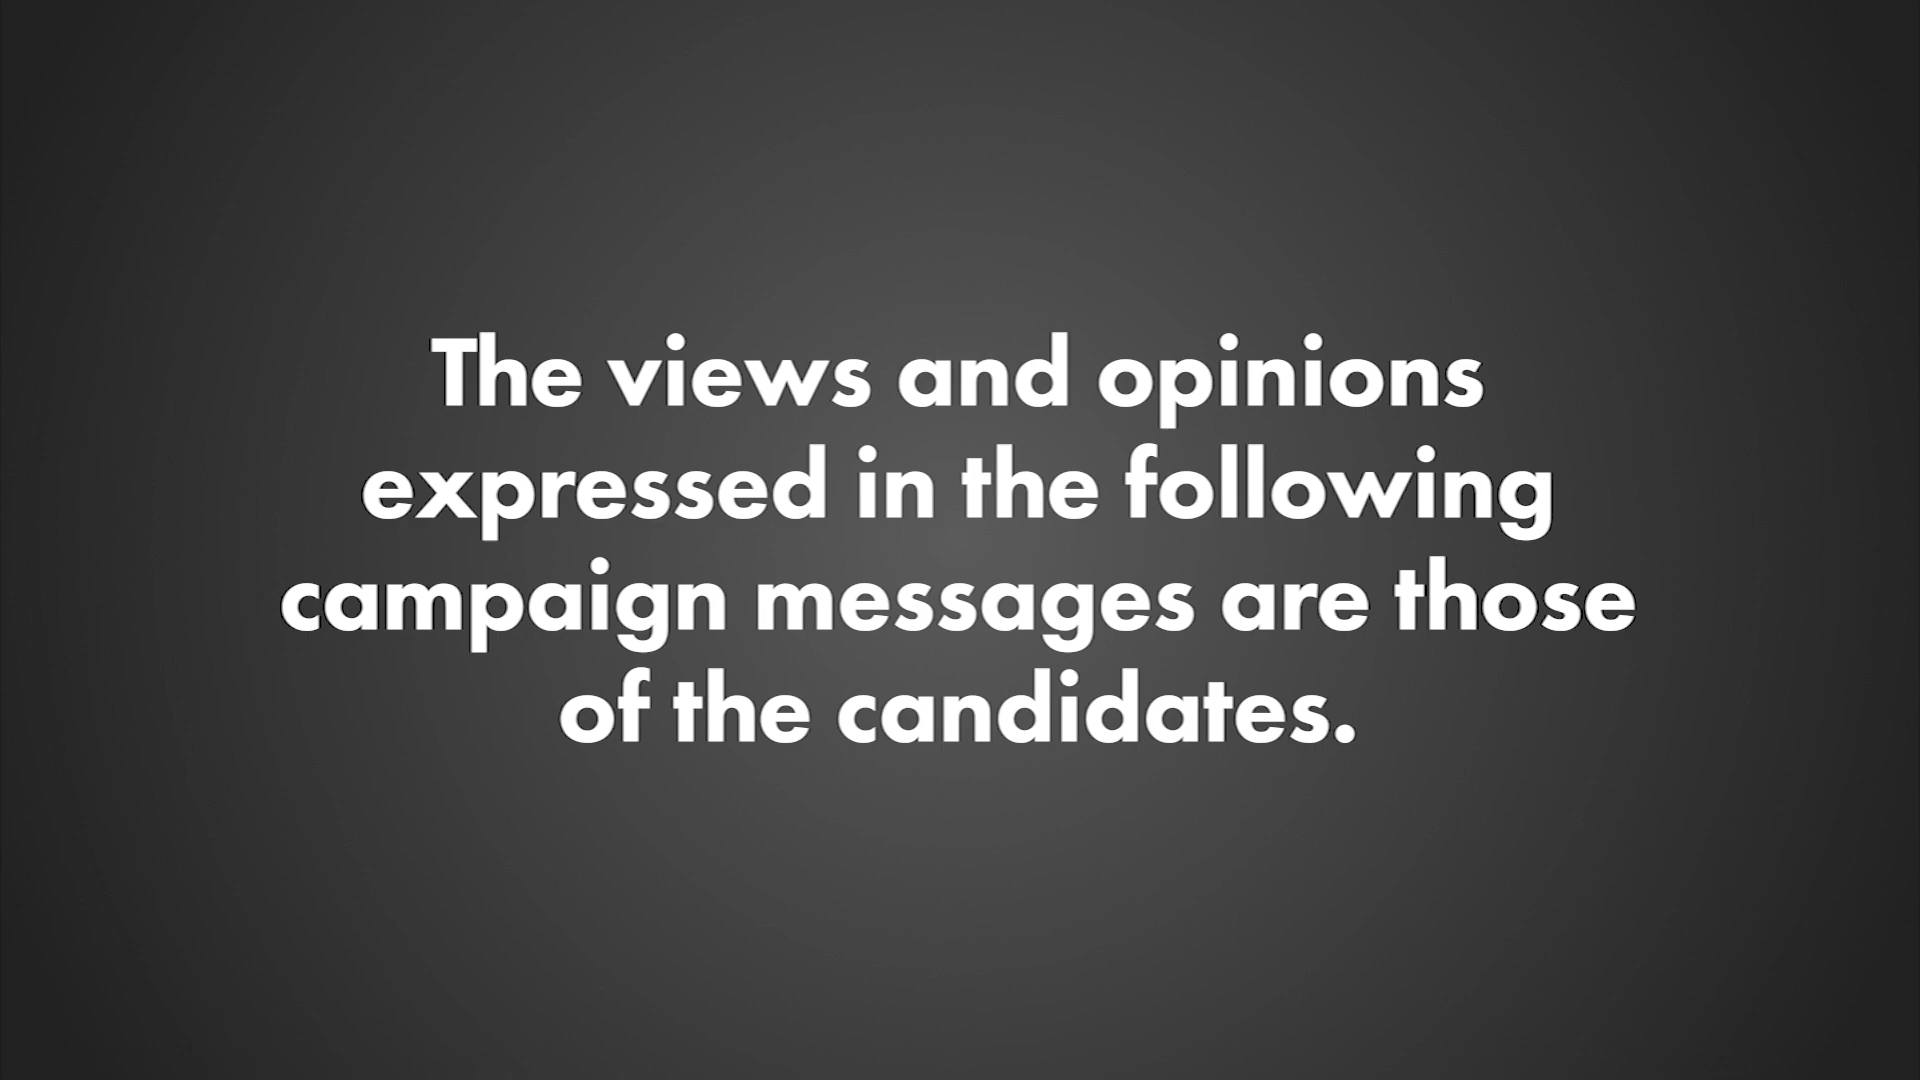 The views and opinions
expressed in the following
campaign messages are those
of the candidates.